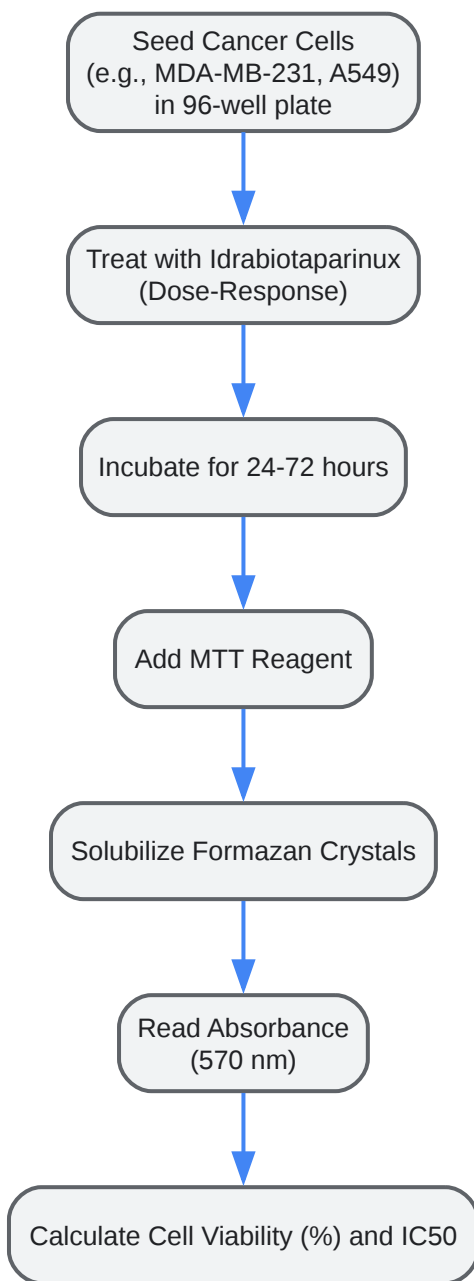 Seed Cancer Cells
(e.g., MDA-MB-231, A549)
in 96-well plate
Treat with Idrabiotaparinux
(Dose-Response)
Incubate for 24-72 hours
Add MTT Reagent
Solubilize Formazan Crystals
Read Absorbance
(570 nm)
Calculate Cell Viability (%) and IC50